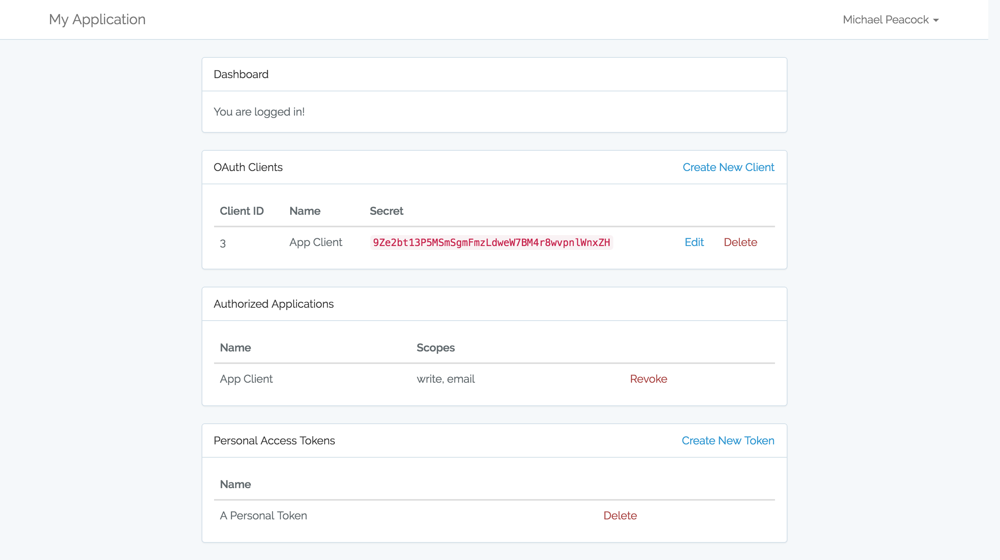 My Application
Michael Peacock
Dashboard
You are logged in!
OAuth Clients Create New Client
Client ID Name Secret
3 App Client 9Ze2bt13P5MSmSgmFmzLdweW7BM4r8wvpnlWnxZH Edit Delete
Authorized Applications
Name Scopes
App Client write, email Revoke
Personal Access Tokens Create New Token
Name
A Personal Token Delete